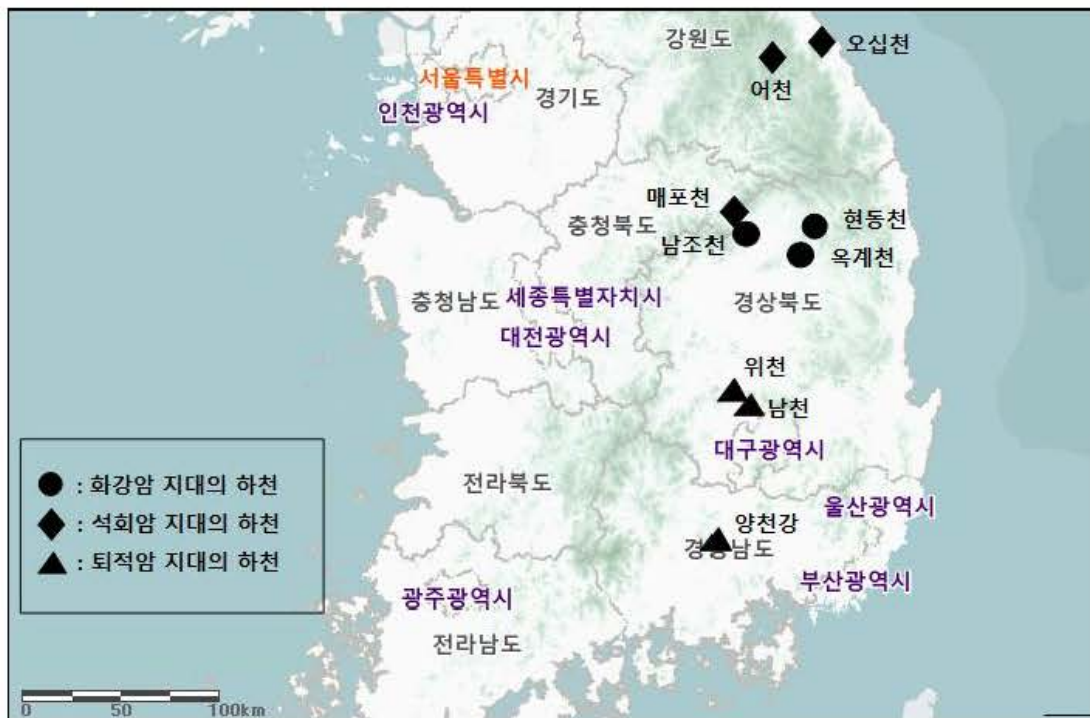 강원도
오십천
어천
서울특별시
경기도
인천광역시
매포천
충청북도
현동천
남조천
옥계천
충청남도
세종특별자치시
경상북도
대전광역시
위천
남천
대구광역시
전라북도
울산광역시
양천강
경상남도
부산광역시
광주광역시
전라남도
: 화강암 지대의 하천
: 석회암 지대의 하천
: 퇴적암 지대의 하천
0 50 100km